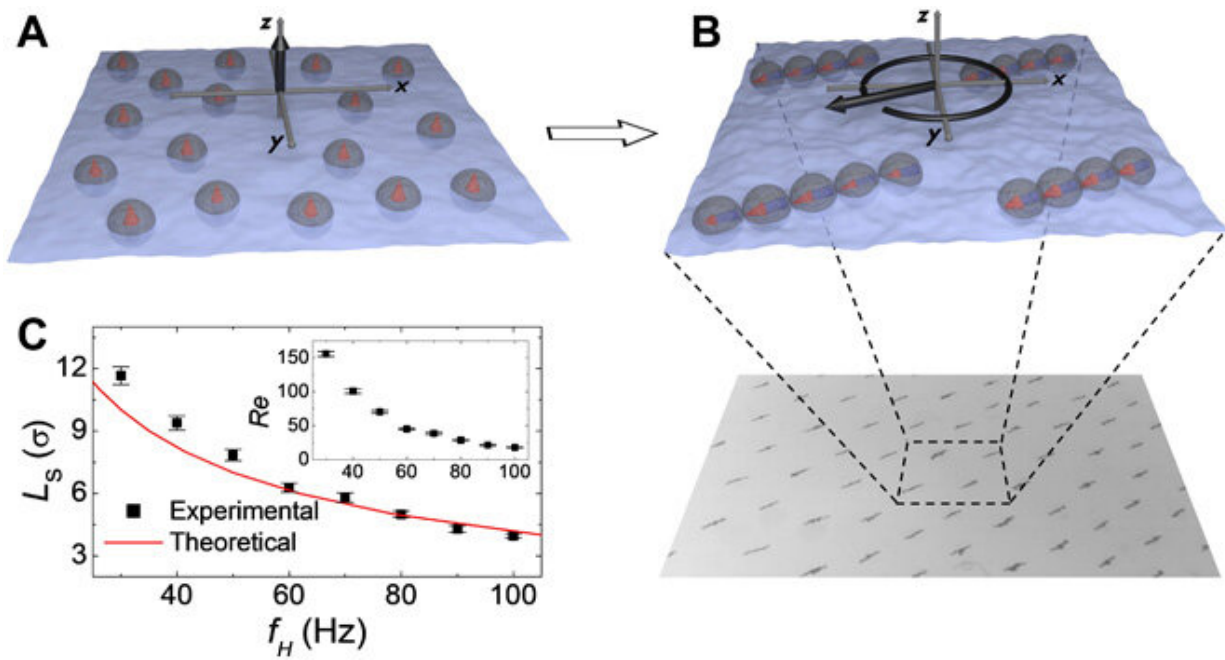 A
z
x
y
B
z
x
y
C
12
9
6
3
L_S (σ)
Experimental
Theoretical
40 60 80 100
f_H (Hz)
150
100
50
0
Re
40 60 80 100